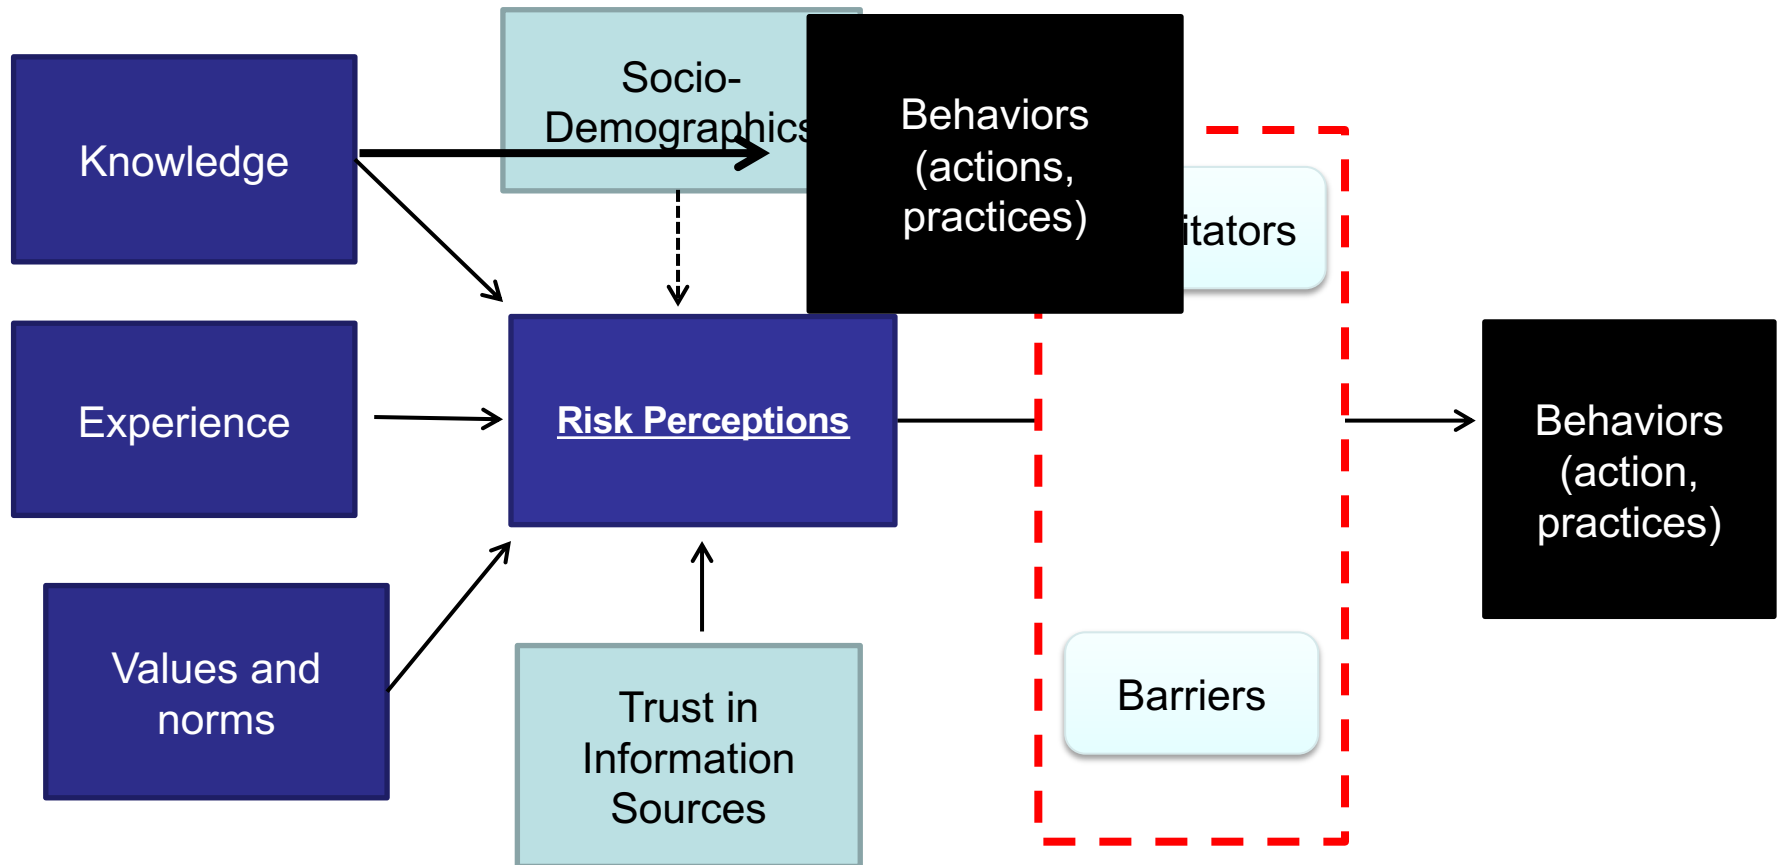 Knowledge
Socio-
Demographics
Behaviors
(actions,
practices)
itators
Experience
Risk Perceptions
Behaviors
(action,
practices)
Values and
norms
Trust in
Information
Sources
Barriers